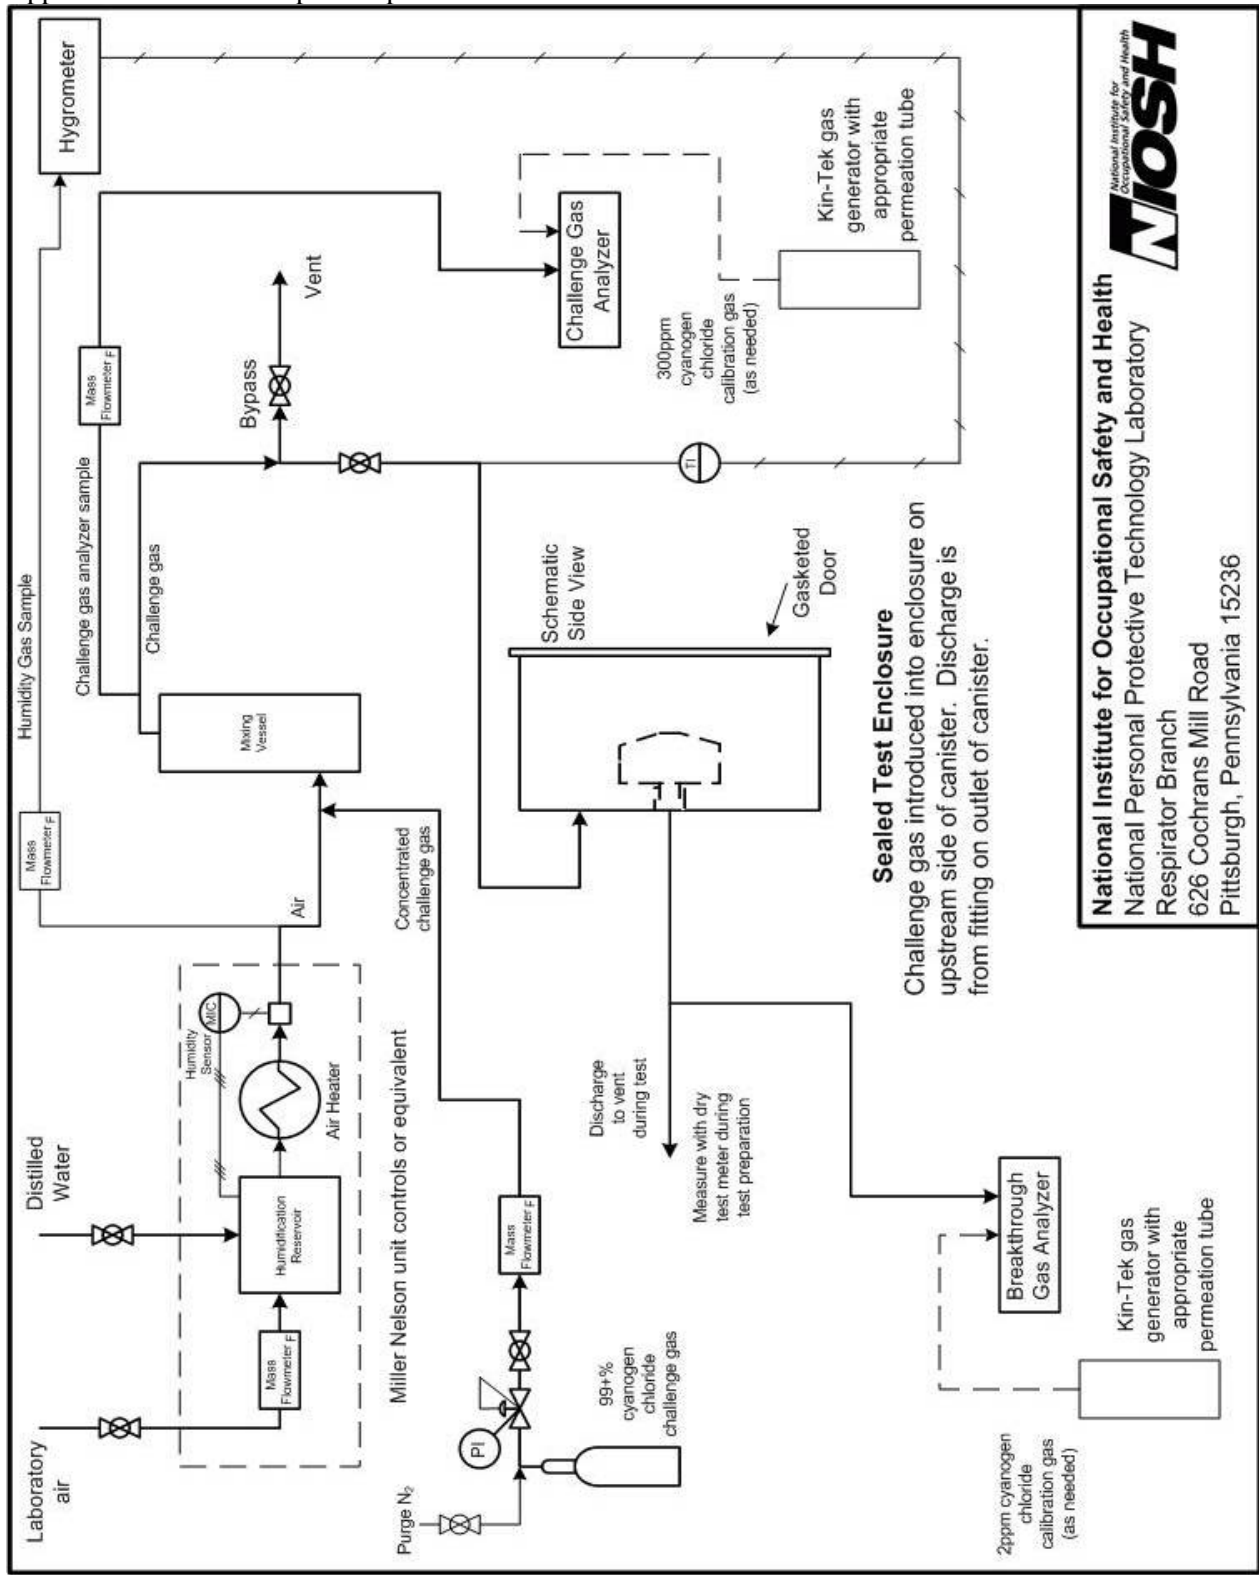 Laboratory
air
Distilled
Water
Mass
Flowmeter F
Humidification
Reservoir
Humidity
Sensor
MIC
Air Heater
Miller Nelson unit controls or equivalent
Air
Mass
Flowmeter F
Humidity Gas Sample
Hygrometer
Challenge gas analyzer sample
Mass
Flowmeter F
Challenge gas
Mixing
Vessel
Bypass
Vent
Purge N₂
PI
99+%
cyanogen
chloride
challenge gas
Mass
Flowmeter F
Concentrated
challenge gas
Challenge Gas
Analyzer
300ppm
cyanogen
chloride
calibration gas
(as needed)
Kin-Tek gas
generator with
appropriate
permeation tube
TI
Schematic
Side View
Gasketed
Door
Discharge
to vent
during test
Measure with dry
test meter during
test preparation
Sealed Test Enclosure
Challenge gas introduced into enclosure on
upstream side of canister. Discharge is
from fitting on outlet of canister.
Breakthrough
Gas Analyzer
2ppm cyanogen
chloride
calibration gas
(as needed)
Kin-Tek gas
generator with
appropriate
permeation tube
National Institute for Occupational Safety and Health
National Personal Protective Technology Laboratory
Respirator Branch
626 Cochrans Mill Road
Pittsburgh, Pennsylvania 15236
National Institute for
Occupational Safety and Health
NIOSH